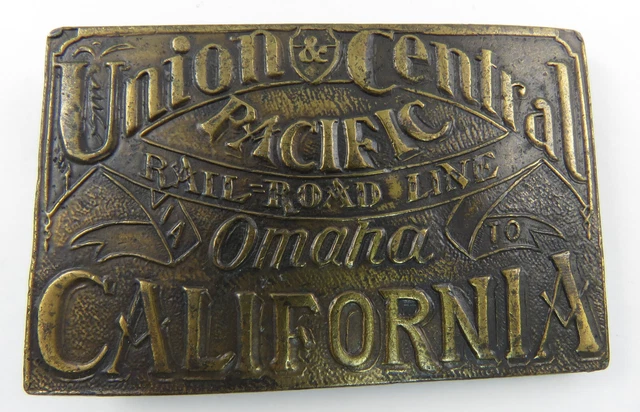 Union & Central
PACIFIC
RAIL-ROAD LINE
VIA Omaha TO
CALIFORNIA